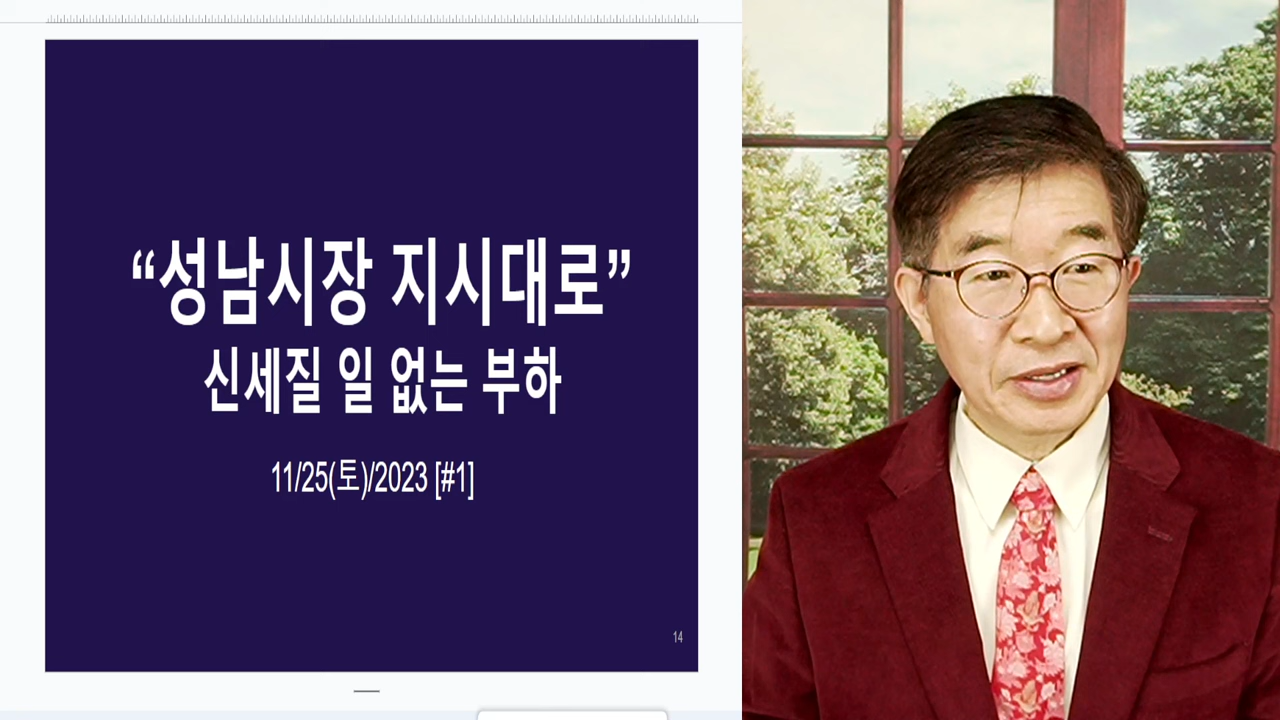 “성남시장 지시대로”
신세질 일 없는 부하
11/25(토)/2023 [#1]
14